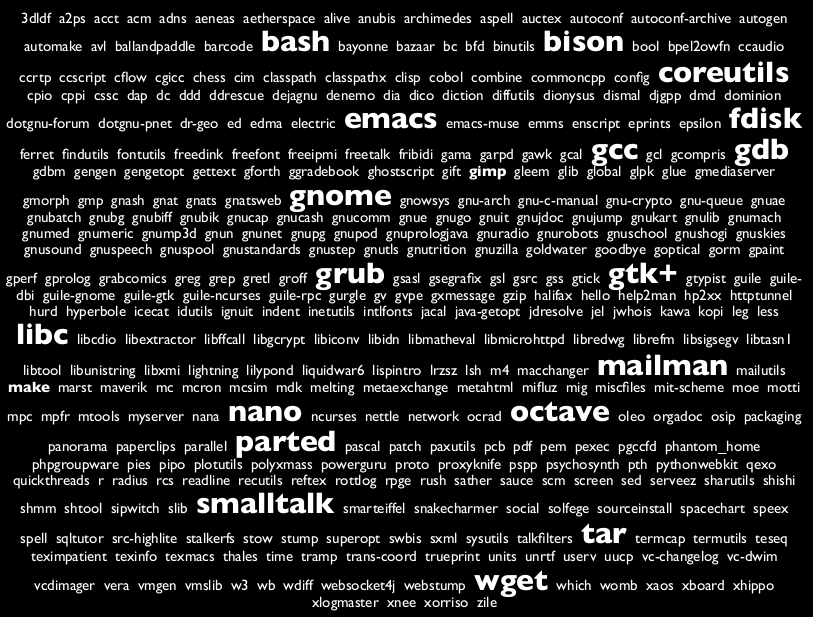 3dldf a2ps acct acm adns aeneas aetherspace alive anubis archimedes aspell auctex autoconf autoconf-archive autogen
automake avl ballandpaddle barcode bash bayonne bazaar bc bfd binutils bison bool bpel2owfn ccaudio
ccrtp ccscript cflow cgicc chess cim classpath classpathx clisp cobol combine commoncpp config coreutils
cpio cppi cssc dap dc ddd ddrescue dejagnu denemo dia dico diction diffutils dionysus dismal djgpp dmd dominion
dotgnu-forum dotgnu-pnet dr-geo ed edma electric emacs emacs-muse emms enscript eprints epsilon fdisk
ferret findutils fontutils freedink freefont freeipmi freetalk fribidi gama garpd gawk gcal gcc gcl gcompris gdb
gdbm gengen gengetopt gettext gforth ggradebook ghostscript gift gimp gleem glib global glpk glue gmediaserver
gmorph gmp gnash gnat gnats gnatsweb gnome gnowsys gnu-arch gnu-c-manual gnu-crypto gnu-queue gnuae
gnubatch gnubg gnubiff gnubik gnucap gnucash gnucomm gnue gnugo gnuit gnujdoc gnujump gnukart gnulib gnumach
gnumed gnumeric gnump3d gnun gnunet gnupg gnupod gnuprologjava gnuradio gnurobots gnuschool gnushogi gnuskies
gnusound gnuspeech gnuspool gnustandards gnustep gnutls gnutrition gnuzilla goldwater goodbye goptical gorm gpaint
gperf gprolog grabcomics greg grep gretl groff grub gsasl gsegrafix gsl gsrc gss gtick gtk+ gtypist guile guile-
dbi guile-gnome guile-gtk guile-ncurses guile-rpc gurgle gv gvpe gxmessage gzip halifax hello help2man hp2xx httptunnel
hurd hyperbole icecat idutils ignuit indent inetutils intlfonts jacal java-getopt jdresolve jel jwhois kawa kopi leg less
libc libcdio libextractor libffcall libgcrypt libiconv libidn libmatheval libmicrohttpd libredwg librefm libsigsegv libtasn1
libtool libunistring libxmi lightning lilypond liquidwar6 lispintro lrzsz lsh m4 macchanger mailman mailutils
make marst maverik mc mcron mcsim mdk melting metaexchange metahtml mifluz mig miscfiles mit-scheme moe motti
mpc mpfr mtools myserver nana nano ncurses nettle network ocrad octave oleo orgadoc osip packaging
panorama paperclips parallel parted pascal patch paxutils pcb pdf pem pexec pgccfd phantom_home
phpgroupware pies pipo plotutils polyxmass powerguru proto proxyknife pspp psychosynth pth pythonwebkit qexo
quickthreads r radius rcs readline recutils reftex rottlog rpge rush sather sauce scm screen sed serveez sharutils shishi
shmm shtool sipwitch slib smalltalk smarteiffel snakecharmer social solfege sourceinstall spacechart speex
spell sqltutor src-highlite stalkerfs stow stump superopt swbis sxml sysutils talkfilters tar termcap termutils teseq
teximpatient texinfo texmacs thales time tramp trans-coord trueprint units unrtf userv uucp vc-changelog vc-dwim
vcdimager vera vmgen vmslib w3 wb wdiff websocket4j webstump wget which womb xaos xboard xhippo
xlogmaster xnee xorriso zile